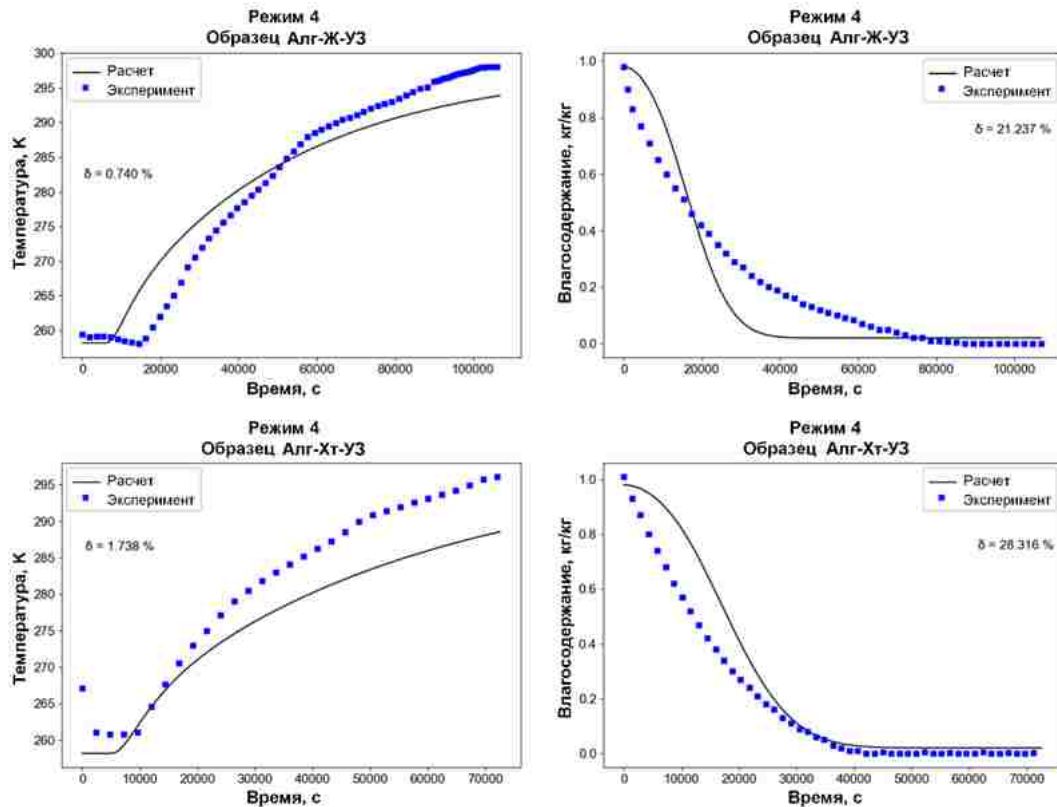 Режим 4
Образец Алг-Ж-УЗ
Температура, К
300
295
290
285
280
275
270
265
260
Расчет
Эксперимент
δ = 0.740 %
0
20000
40000
60000
80000
100000
Время, с
Режим 4
Образец Алг-Ж-УЗ
Влагосодержание, кг/кг
1.0
0.8
0.6
0.4
0.2
0.0
Расчет
Эксперимент
δ = 21.237 %
0
20000
40000
60000
80000
100000
Время, с
Режим 4
Образец Алг-Хт-УЗ
Температура, К
295
290
285
280
275
270
265
260
Расчет
Эксперимент
δ = 1.738 %
0
10000
20000
30000
40000
50000
60000
70000
Время, с
Режим 4
Образец Алг-Хт-УЗ
Влагосодержание, кг/кг
1.0
0.8
0.6
0.4
0.2
0.0
Расчет
Эксперимент
δ = 28.316 %
0
10000
20000
30000
40000
50000
60000
70000
Время, с